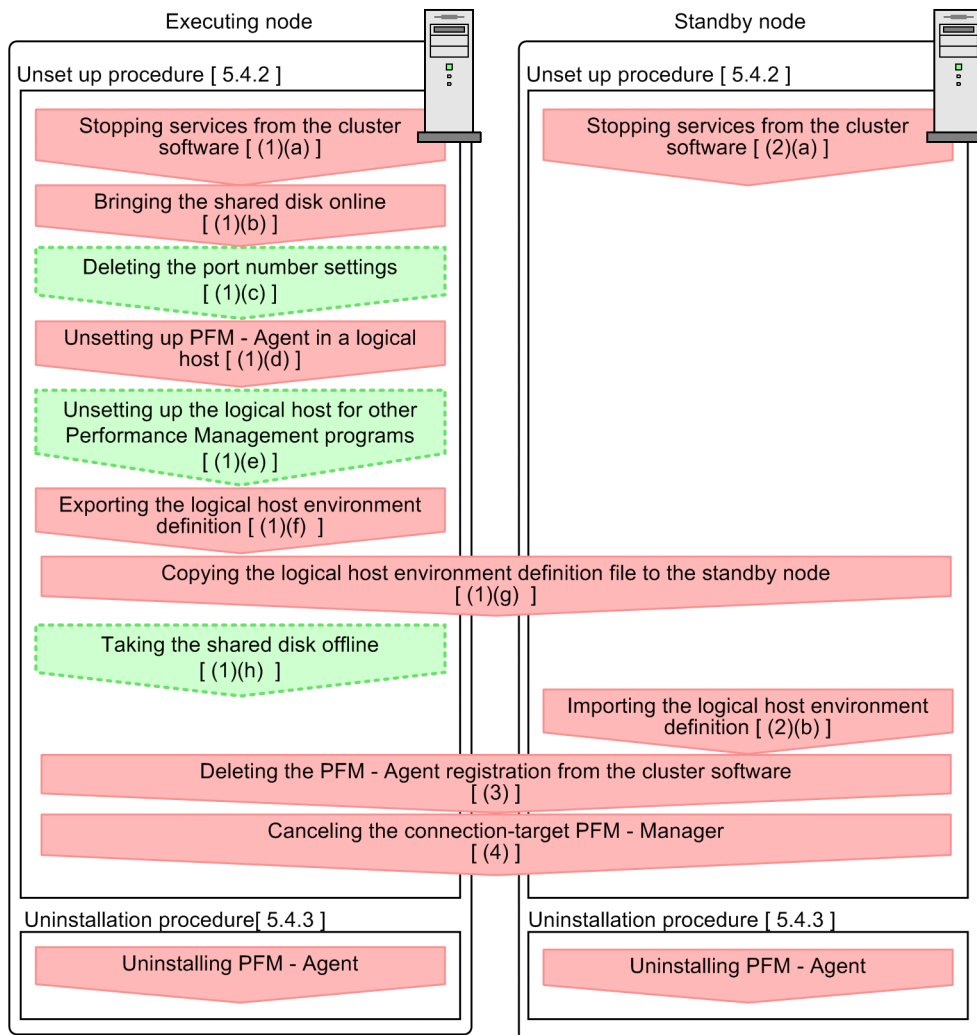 Executing node
Standby node
Unset up procedure [ 5.4.2 ]
Unset up procedure [ 5.4.2 ]
Stopping services from the cluster
software [ (1)(a) ]
Stopping services from the cluster
software [ (2)(a) ]
Bringing the shared disk online
[ (1)(b) ]
Deleting the port number settings
[ (1)(c) ]
Unsetting up PFM - Agent in a logical
host [ (1)(d) ]
Unsetting up the logical host for other
Performance Management programs
[ (1)(e) ]
Exporting the logical host environment
definition [ (1)(f) ]
Copying the logical host environment definition file to the standby node
[ (1)(g) ]
Taking the shared disk offline
[ (1)(h) ]
Importing the logical host environment
definition [ (2)(b) ]
Deleting the PFM - Agent registration from the cluster software
[ (3) ]
Canceling the connection-target PFM - Manager
[ (4) ]
Uninstallation procedure[ 5.4.3 ]
Uninstallation procedure [ 5.4.3 ]
Uninstalling PFM - Agent
Uninstalling PFM - Agent